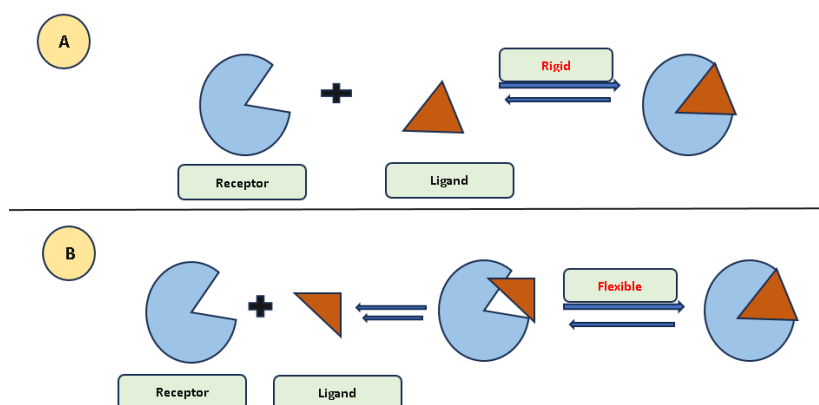 A
Rigid
Receptor
Ligand
B
Flexible
Receptor
Ligand